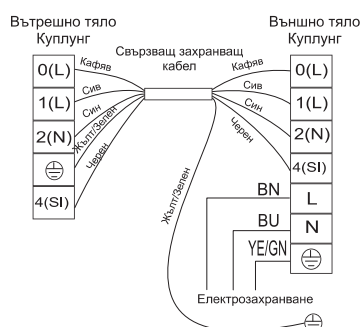 Вътрешно тяло
Куплунг
Външно тяло
Куплунг
Свързващ захранващ
кабел
0(L)
1(L)
2(N)
4(SI)
Кафяв
Сив
Син
Жълт/Зелен
Черен
Кафяв
Сив
Син
Черен
Жълт/Зелен
0(L)
1(L)
2(N)
4(SI)
L
N
BN
BU
YE/GN
Електрозахранване